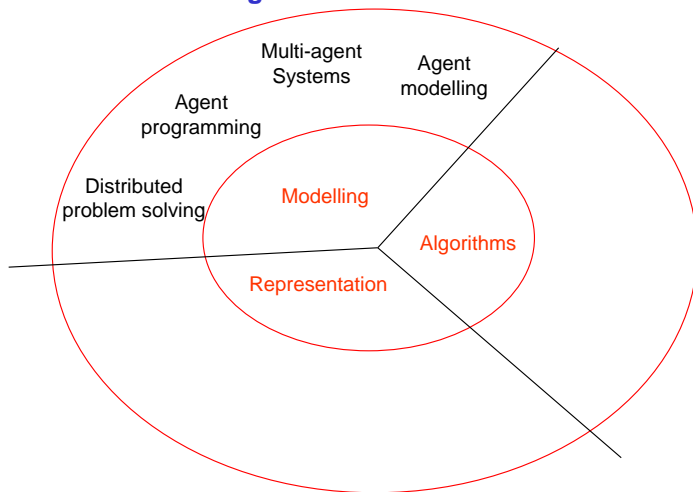 Multi-agent
Systems
Agent
modelling
Agent
programming
Distributed
problem solving
Modelling
Algorithms
Representation